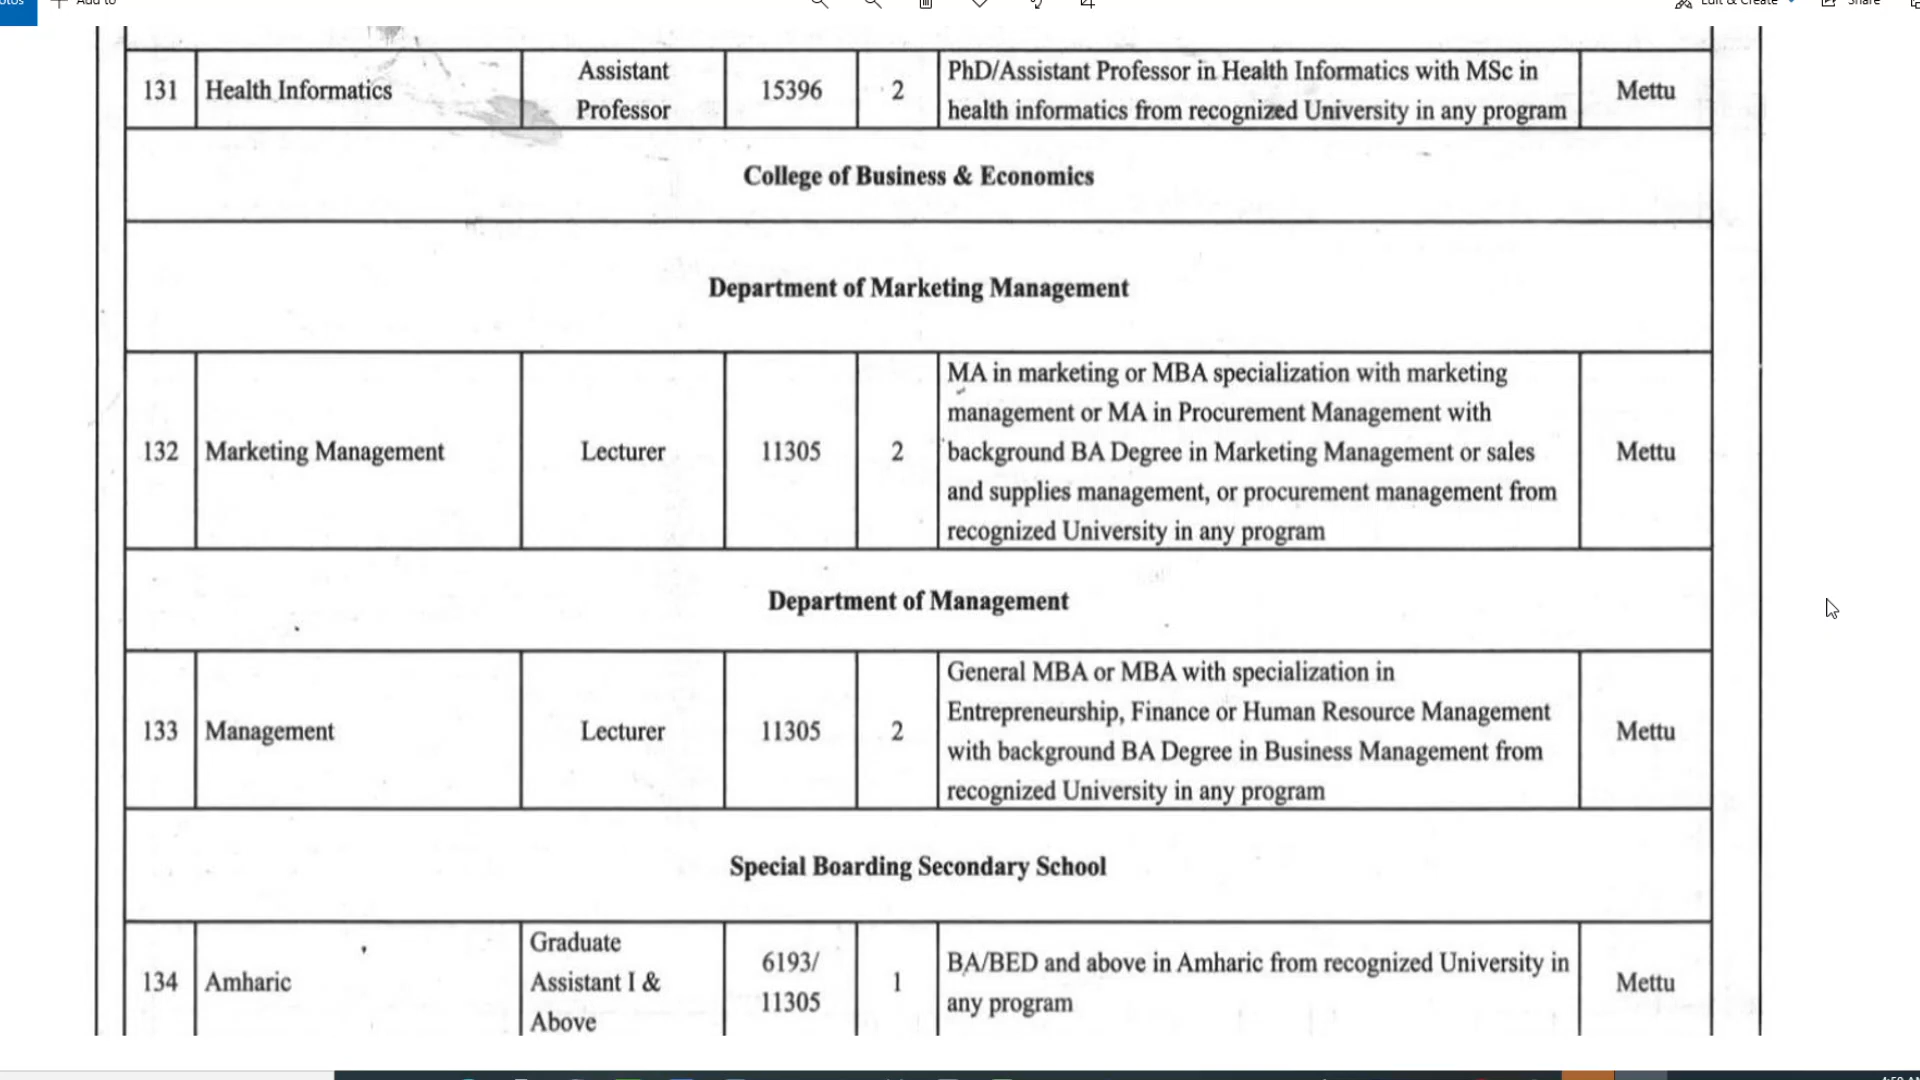 Add to
Edit & Create
Share
131 Health Informatics Assistant Professor 15396 2 PhD/Assistant Professor in Health Informatics with MSc in
health informatics from recognized University in any program Mettu
College of Business & Economics
Department of Marketing Management
132 Marketing Management Lecturer 11305 2 MA in marketing or MBA specialization with marketing
management or MA in Procurement Management with
background BA Degree in Marketing Management or sales
and supplies management, or procurement management from
recognized University in any program Mettu
Department of Management
133 Management Lecturer 11305 2 General MBA or MBA with specialization in
Entrepreneurship, Finance or Human Resource Management
with background BA Degree in Business Management from
recognized University in any program Mettu
Special Boarding Secondary School
134 Amharic Graduate Assistant I & Above 6193/ 11305 1 BA/BED and above in Amharic from recognized University in
any program Mettu